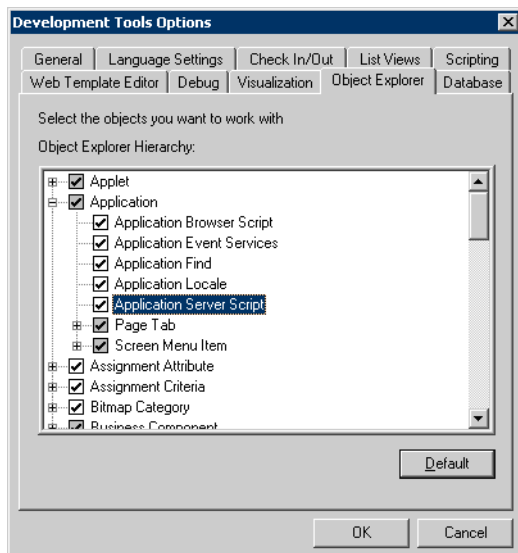 Development Tools Options
General Language Settings Check In/Out List Views Scripting
Web Template Editor Debug Visualization Object Explorer Database
Select the objects you want to work with
Object Explorer Hierarchy:
Applet
Application
Application Browser Script
Application Event Services
Application Find
Application Locale
Application Server Script
Page Tab
Screen Menu Item
Assignment Attribute
Assignment Criteria
Bitmap Category
Business Component
Default
OK Cancel